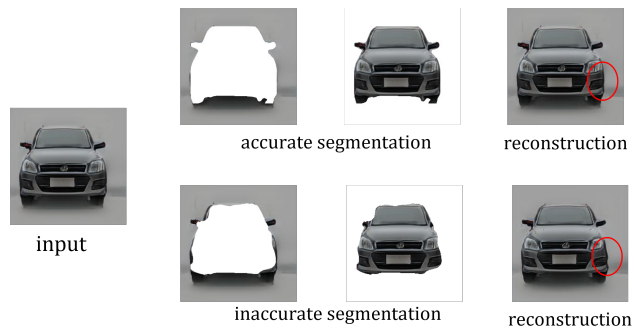 accurate segmentation
reconstruction
input
inaccurate segmentation
reconstruction